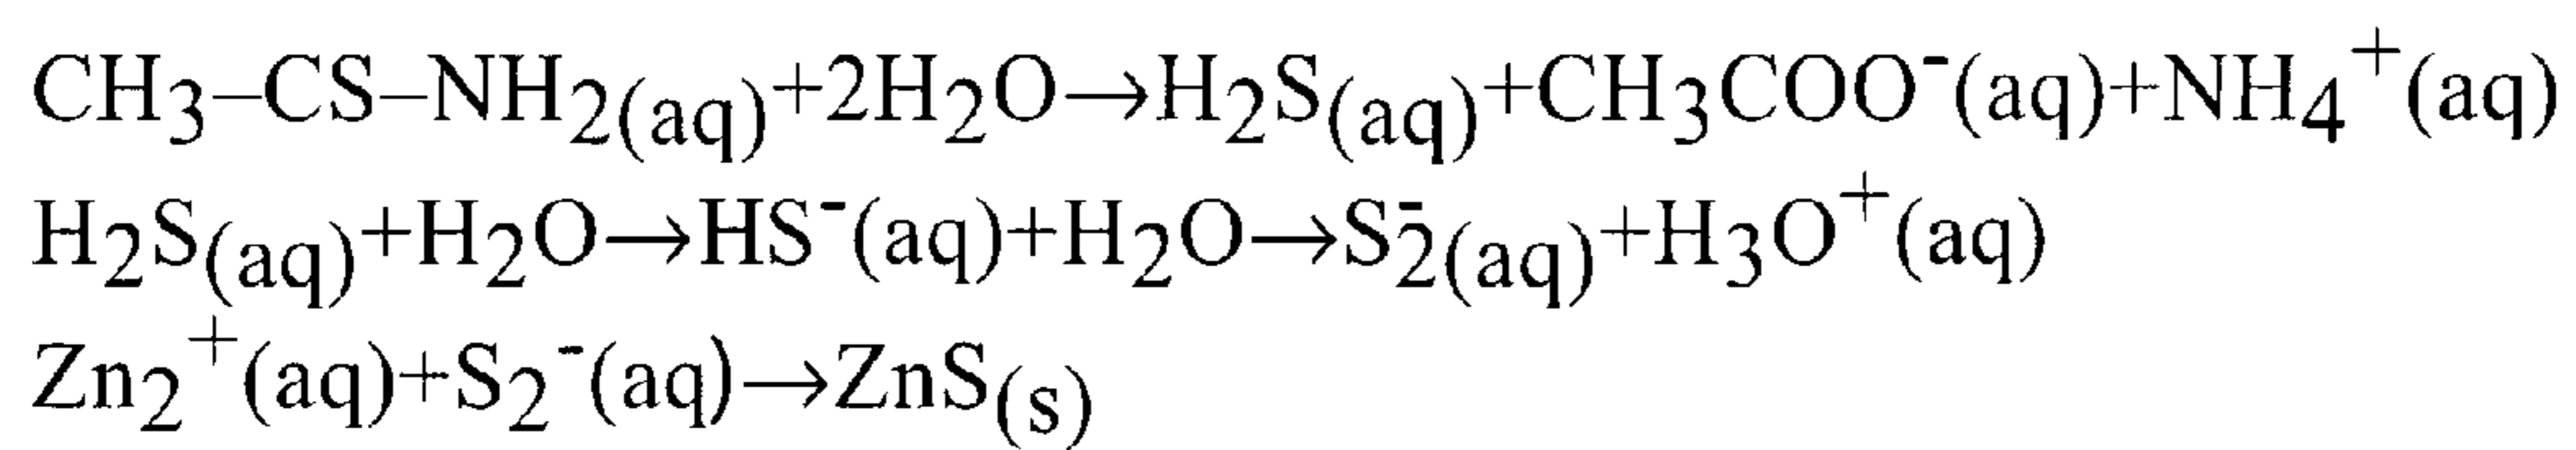 CH₃–CS–NH₂(aq)+2H₂O→H₂S(aq)+CH₃COO⁻(aq)+NH₄⁺(aq)
H₂S(aq)+H₂O→HS⁻(aq)+H₂O→S₂⁻(aq)+H₃O⁺(aq)
Zn₂⁺(aq)+S₂⁻(aq)→ZnS(s)